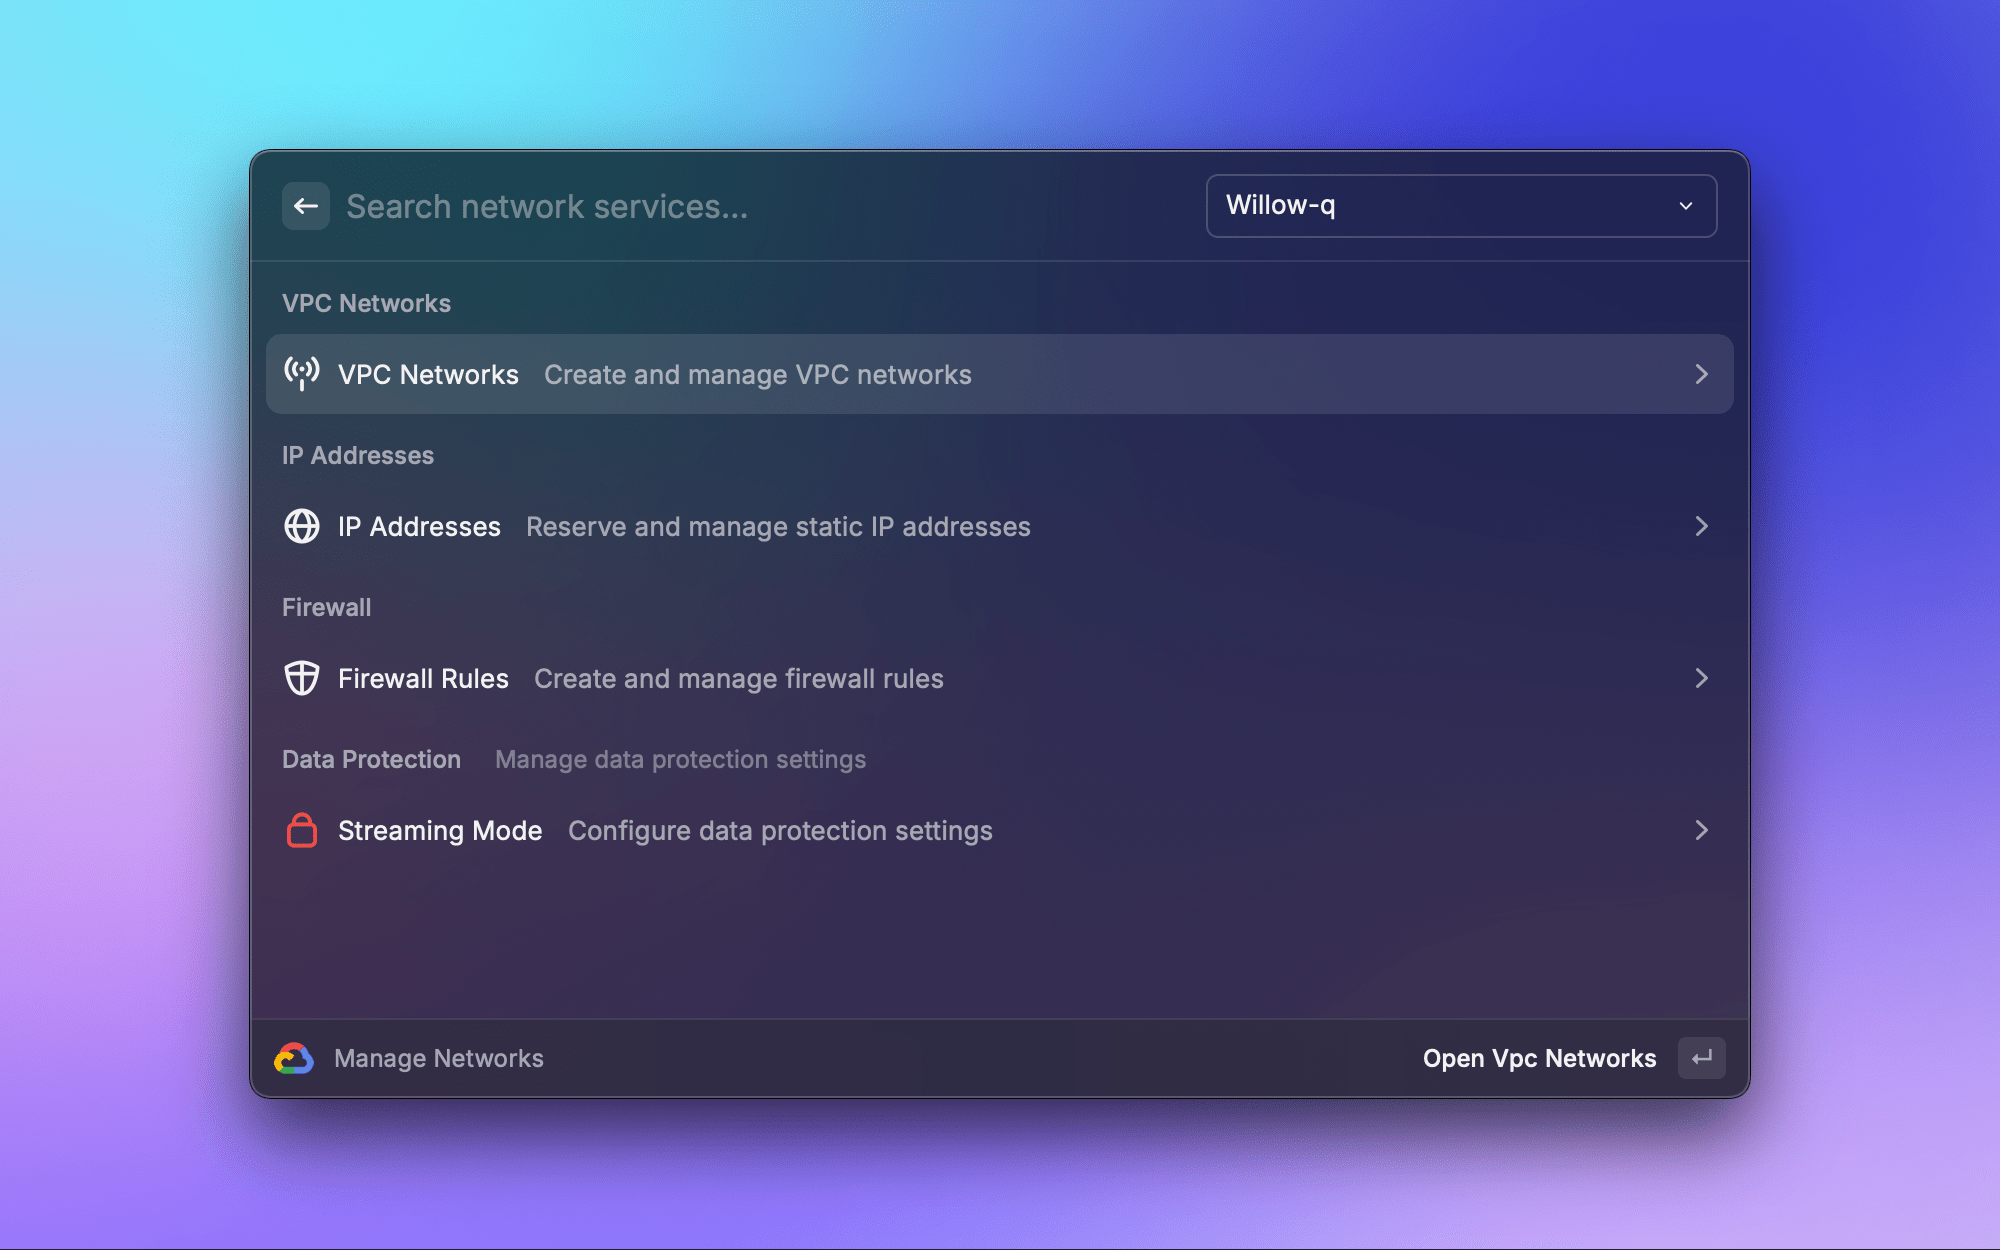 Search network services...
Willow-q
VPC Networks
VPC Networks Create and manage VPC networks
IP Addresses
IP Addresses Reserve and manage static IP addresses
Firewall
Firewall Rules Create and manage firewall rules
Data Protection Manage data protection settings
Streaming Mode Configure data protection settings
Manage Networks
Open Vpc Networks